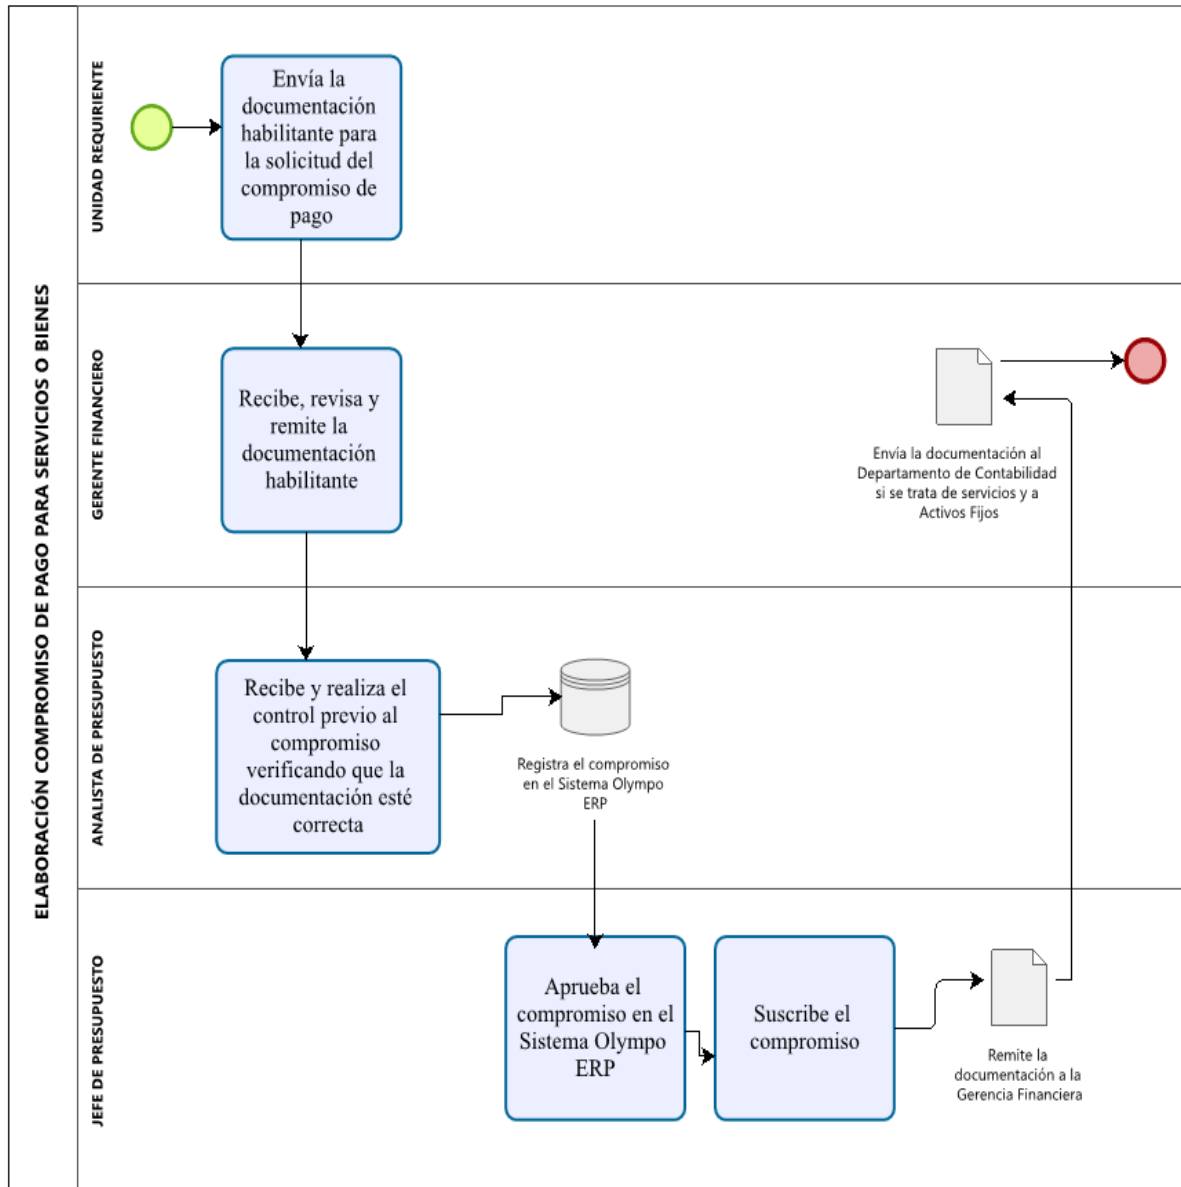 ELABORACIÓN COMPROMISO DE PAGO PARA SERVICIOS O BIENES
UNIDAD REQUIRIENTE
Envía la
documentación
habilitante para
la solicitud del
compromiso de
pago
GERENTE FINANCIERO
Recibe, revisa y
remite la
documentación
habilitante
Envía la documentación al
Departamento de Contabilidad
si se trata de servicios y a
Activos Fijos
ANALISTA DE PRESUPUESTO
Recibe y realiza el
control previo al
compromiso
verificando que la
documentación esté
correcta
Registra el compromiso
en el Sistema Olympo
ERP
JEFE DE PRESUPUESTO
Aprueba el
compromiso en el
Sistema Olympo
ERP
Suscribe el
compromiso
Remite la
documentación a la
Gerencia Financiera